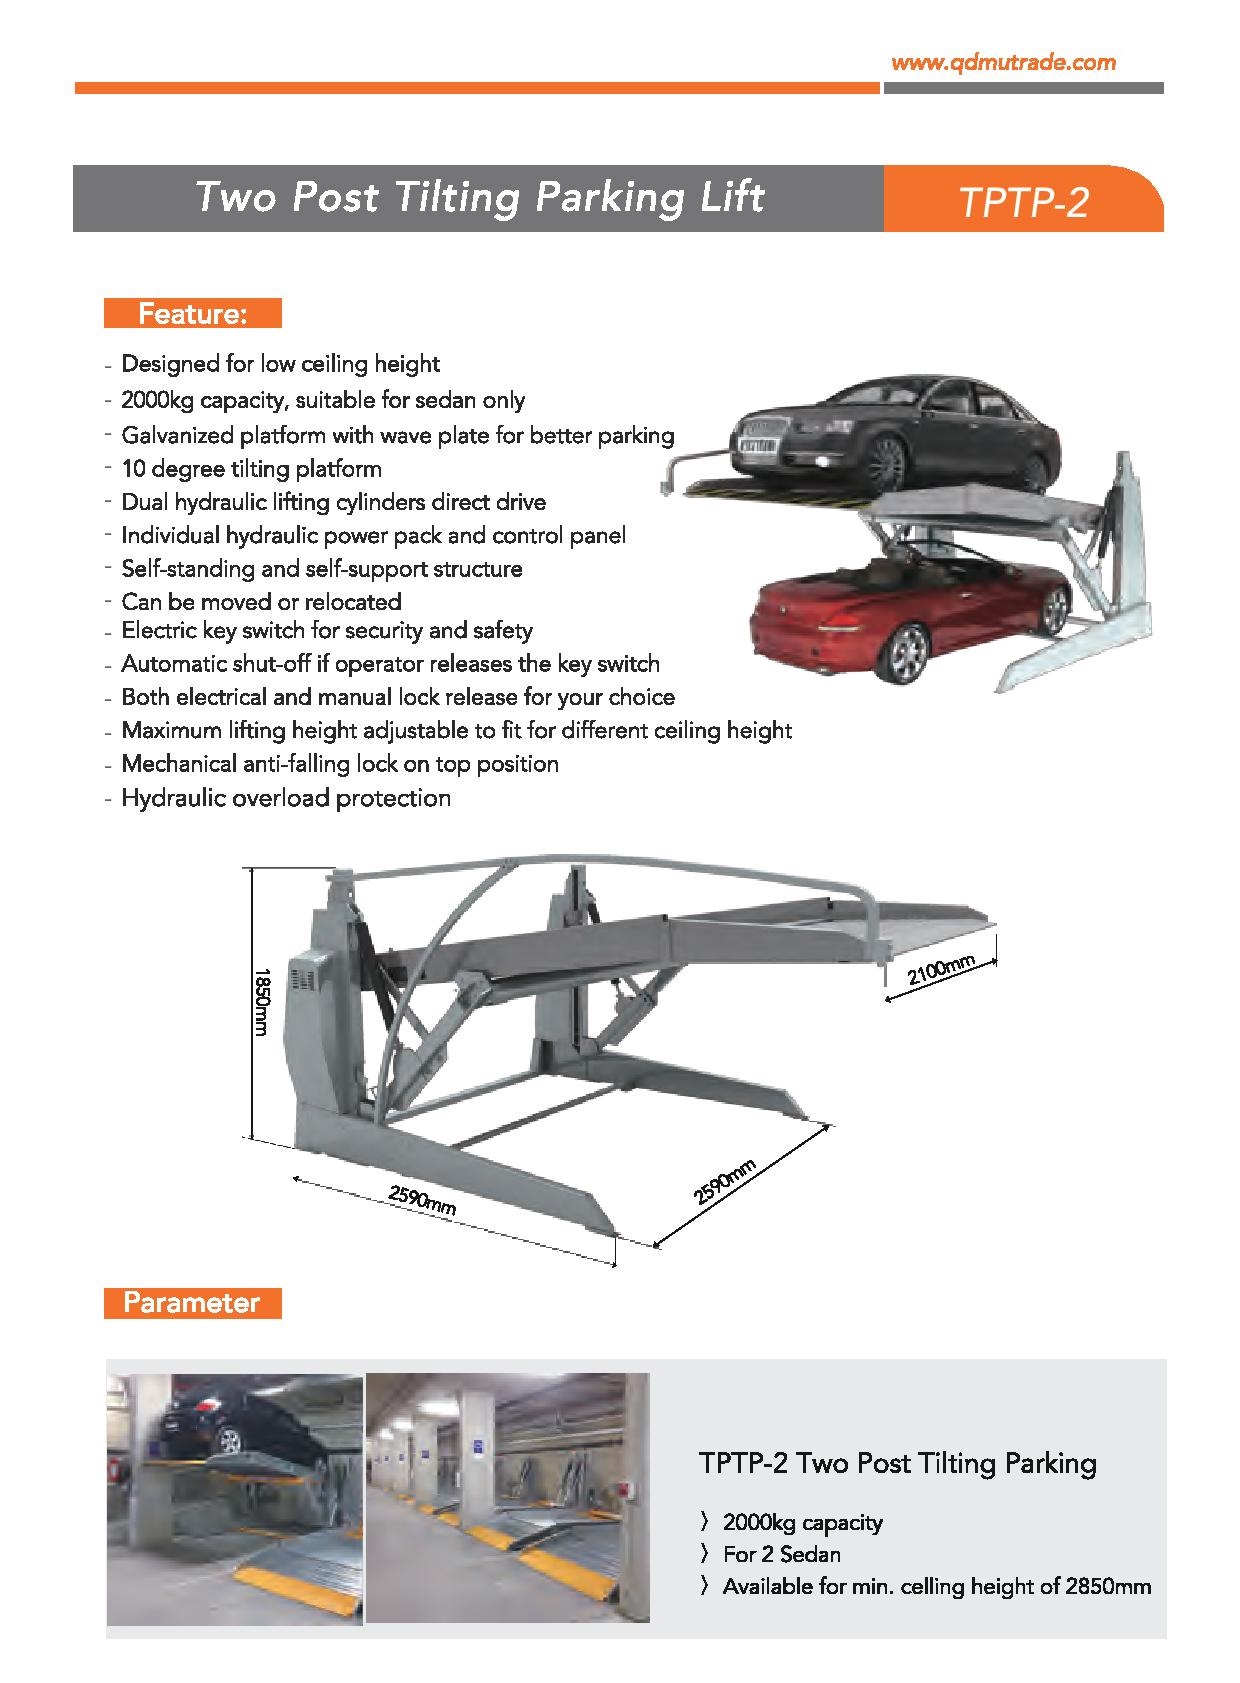 www.qdmutrade.com
Two Post Tilting Parking Lift
TPTP-2
Feature:
- Designed for low ceiling height
- 2000kg capacity, suitable for sedan only
- Galvanized platform with wave plate for better parking
- 10 degree tilting platform
- Dual hydraulic lifting cylinders direct drive
- Individual hydraulic power pack and control panel
- Self-standing and self-support structure
- Can be moved or relocated
- Electric key switch for security and safety
- Automatic shut-off if operator releases the key switch
- Both electrical and manual lock release for your choice
- Maximum lifting height adjustable to fit for different ceiling height
- Mechanical anti-falling lock on top position
- Hydraulic overload protection
1850mm
2100mm
2590mm
2590mm
Parameter
TPTP-2 Two Post Tilting Parking
〉 2000kg capacity
〉 For 2 Sedan
〉 Available for min. celling height of 2850mm